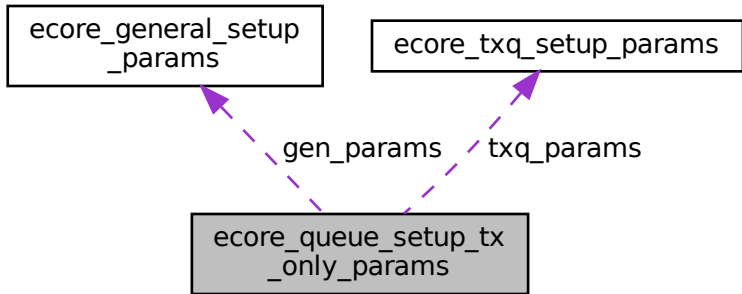 ecore_general_setup
_params
ecore_txq_setup_params
gen_params
txq_params
ecore_queue_setup_tx
_only_params